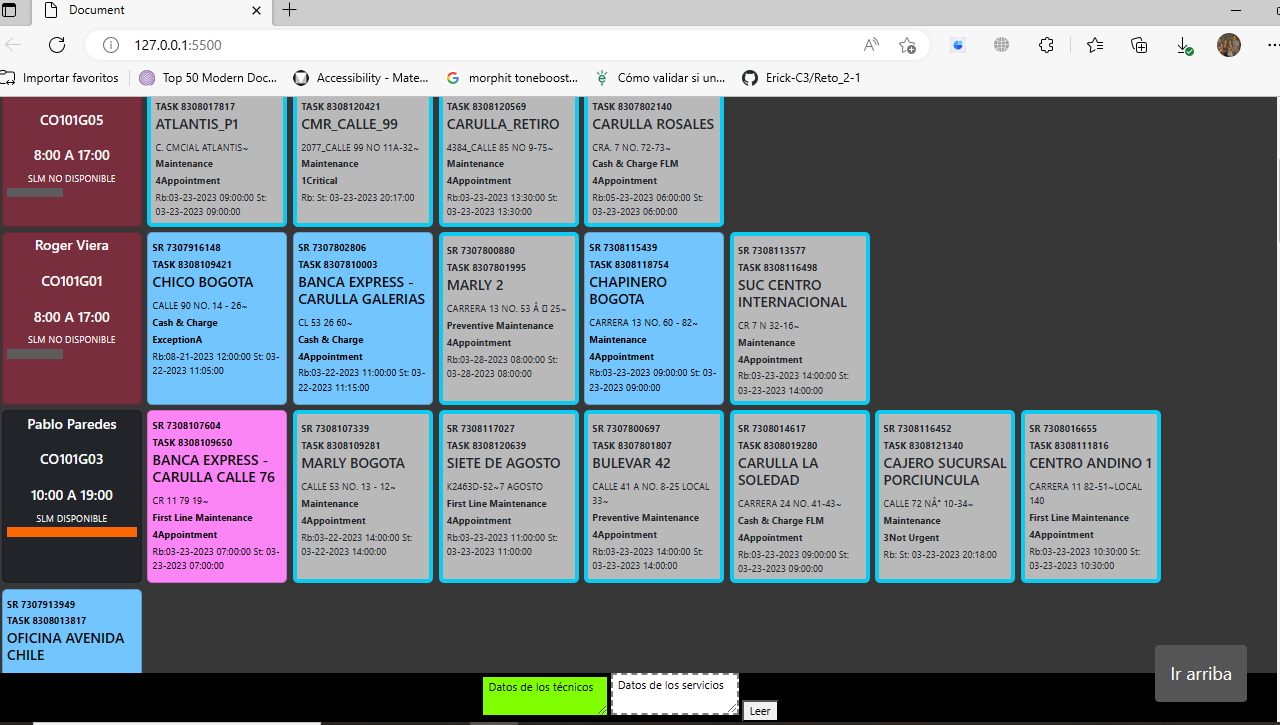 Document
127.0.0.1:5500
Importar favoritos
Top 50 Modern Doc...
Accessibility - Mate...
morphit toneboost...
Cómo validar si un...
Erick-C3/Reto_2-1
CO101G05
8:00 A 17:00
SLM NO DISPONIBLE
TASK 8308017817
ATLANTIS_P1
C. CMCIAL ATLANTIS~
Maintenance
4Appointment
Rb:03-23-2023 09:00:00 St:
03-23-2023 09:00:00
TASK 8308120421
CMR_CALLE_99
2077_CALLE 99 NO 11A-32~
Maintenance
1Critical
Rb: St: 03-23-2023 20:17:00
TASK 8308120569
CARULLA_RETIRO
4384_CALLE 85 NO 9-75~
Maintenance
4Appointment
Rb:03-23-2023 13:30:00 St:
03-23-2023 13:30:00
TASK 8307802140
CARULLA ROSALES
CRA. 7 NO. 72-73~
Cash & Charge FLM
4Appointment
Rb:05-23-2023 06:00:00 St:
03-23-2023 06:00:00
Roger Viera
CO101G01
8:00 A 17:00
SLM NO DISPONIBLE
SR 7307916148
TASK 8308109421
CHICO BOGOTA
CALLE 90 NO. 14 - 26~
Cash & Charge
ExceptionA
Rb:08-21-2023 12:00:00 St: 03-
22-2023 11:05:00
SR 7307802806
TASK 8307810003
BANCA EXPRESS -
CARULLA GALERIAS
CL 53 26 60~
Cash & Charge
4Appointment
Rb:03-22-2023 11:00:00 St: 03-
22-2023 11:15:00
SR 7307800880
TASK 8307801995
MARLY 2
CARRERA 13 NO. 53 Â 25~
Preventive Maintenance
4Appointment
Rb:03-28-2023 08:00:00 St:
03-28-2023 08:00:00
SR 7308115439
TASK 8308118754
CHAPINERO
BOGOTA
CARRERA 13 NO. 60 - 82~
Maintenance
4Appointment
Rb:03-23-2023 09:00:00 St: 03-
23-2023 09:00:00
SR 7308113577
TASK 8308116498
SUC CENTRO
INTERNACIONAL
CR 7 N 32-16~
Maintenance
4Appointment
Rb:03-23-2023 14:00:00 St:
03-23-2023 14:00:00
Pablo Paredes
CO101G03
10:00 A 19:00
SLM DISPONIBLE
SR 7308107604
TASK 8308109650
BANCA EXPRESS -
CARULLA CALLE 76
CR 11 79 19~
First Line Maintenance
4Appointment
Rb:03-23-2023 07:00:00 St: 03-
23-2023 07:00:00
SR 7308107339
TASK 8308109281
MARLY BOGOTA
CALLE 53 NO. 13 - 12~
Maintenance
4Appointment
Rb:03-22-2023 14:00:00 St:
03-22-2023 14:00:00
SR 7308117027
TASK 8308120639
SIETE DE AGOSTO
K2463D-52~7 AGOSTO
First Line Maintenance
4Appointment
Rb:03-23-2023 11:00:00 St:
03-23-2023 11:00:00
SR 7307800697
TASK 8307801807
BULEVAR 42
CALLE 41 A NO. 8-25 LOCAL
33~
Preventive Maintenance
4Appointment
Rb:03-23-2023 14:00:00 St:
03-23-2023 14:00:00
SR 7308014617
TASK 8308019280
CARULLA LA
SOLEDAD
CARRERA 24 NO. 41-43~
Cash & Charge FLM
4Appointment
Rb:03-23-2023 09:00:00 St:
03-23-2023 09:00:00
SR 7308116452
TASK 8308121340
CAJERO SUCURSAL
PORCIUNCULA
CALLE 72 NÂ° 10-34~
Maintenance
3Not Urgent
Rb: St: 03-23-2023 20:18:00
SR 7308016655
TASK 8308111816
CENTRO ANDINO 1
CARRERA 11 82-51~LOCAL
140
First Line Maintenance
4Appointment
Rb:03-23-2023 10:30:00 St:
03-23-2023 10:30:00
SR 7307913949
TASK 8308013817
OFICINA AVENIDA
CHILE
Ir arriba
Datos de los técnicos
Datos de los servicios
Leer